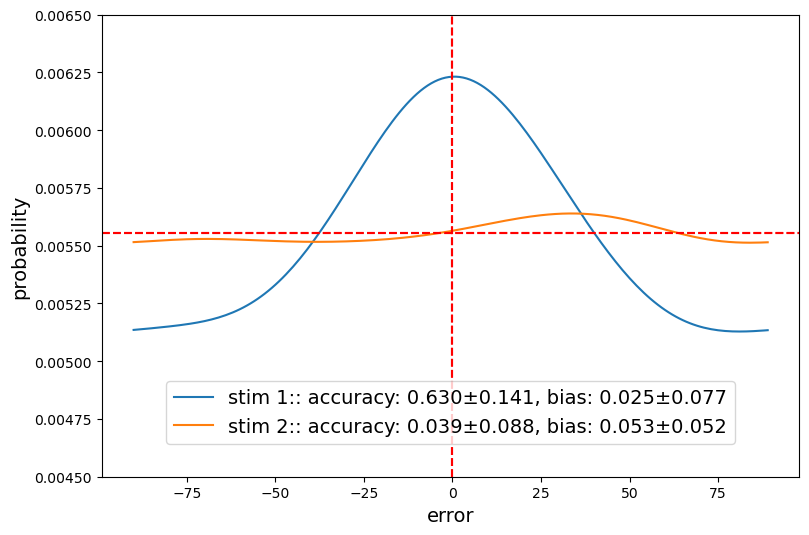 0.00650
0.00625
0.00600
0.00575
0.00550
0.00525
0.00500
0.00475
0.00450
probability
stim 1:: accuracy: 0.630±0.141, bias: 0.025±0.077
stim 2:: accuracy: 0.039±0.088, bias: 0.053±0.052
−75 −50 −25 0 25 50 75
error